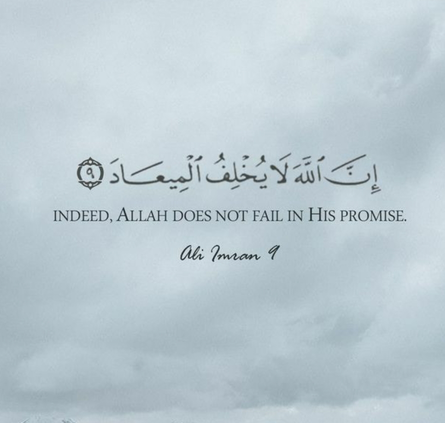 إِنَّ ٱللَّهَ لَا يُخْلِفُ ٱلْمِيعَادَ ٩
INDEED, ALLAH DOES NOT FAIL IN HIS PROMISE.
Ali Imran 9